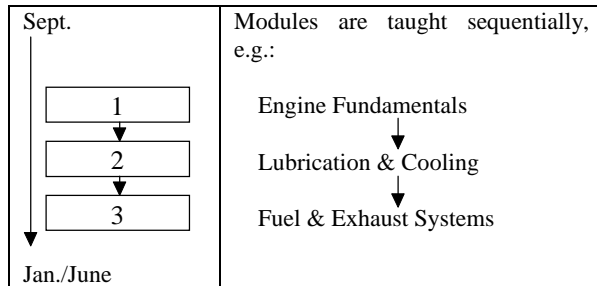 Sept.
1
2
3
Jan./June
Modules are taught sequentially,
e.g.:
Engine Fundamentals
Lubrication & Cooling
Fuel & Exhaust Systems